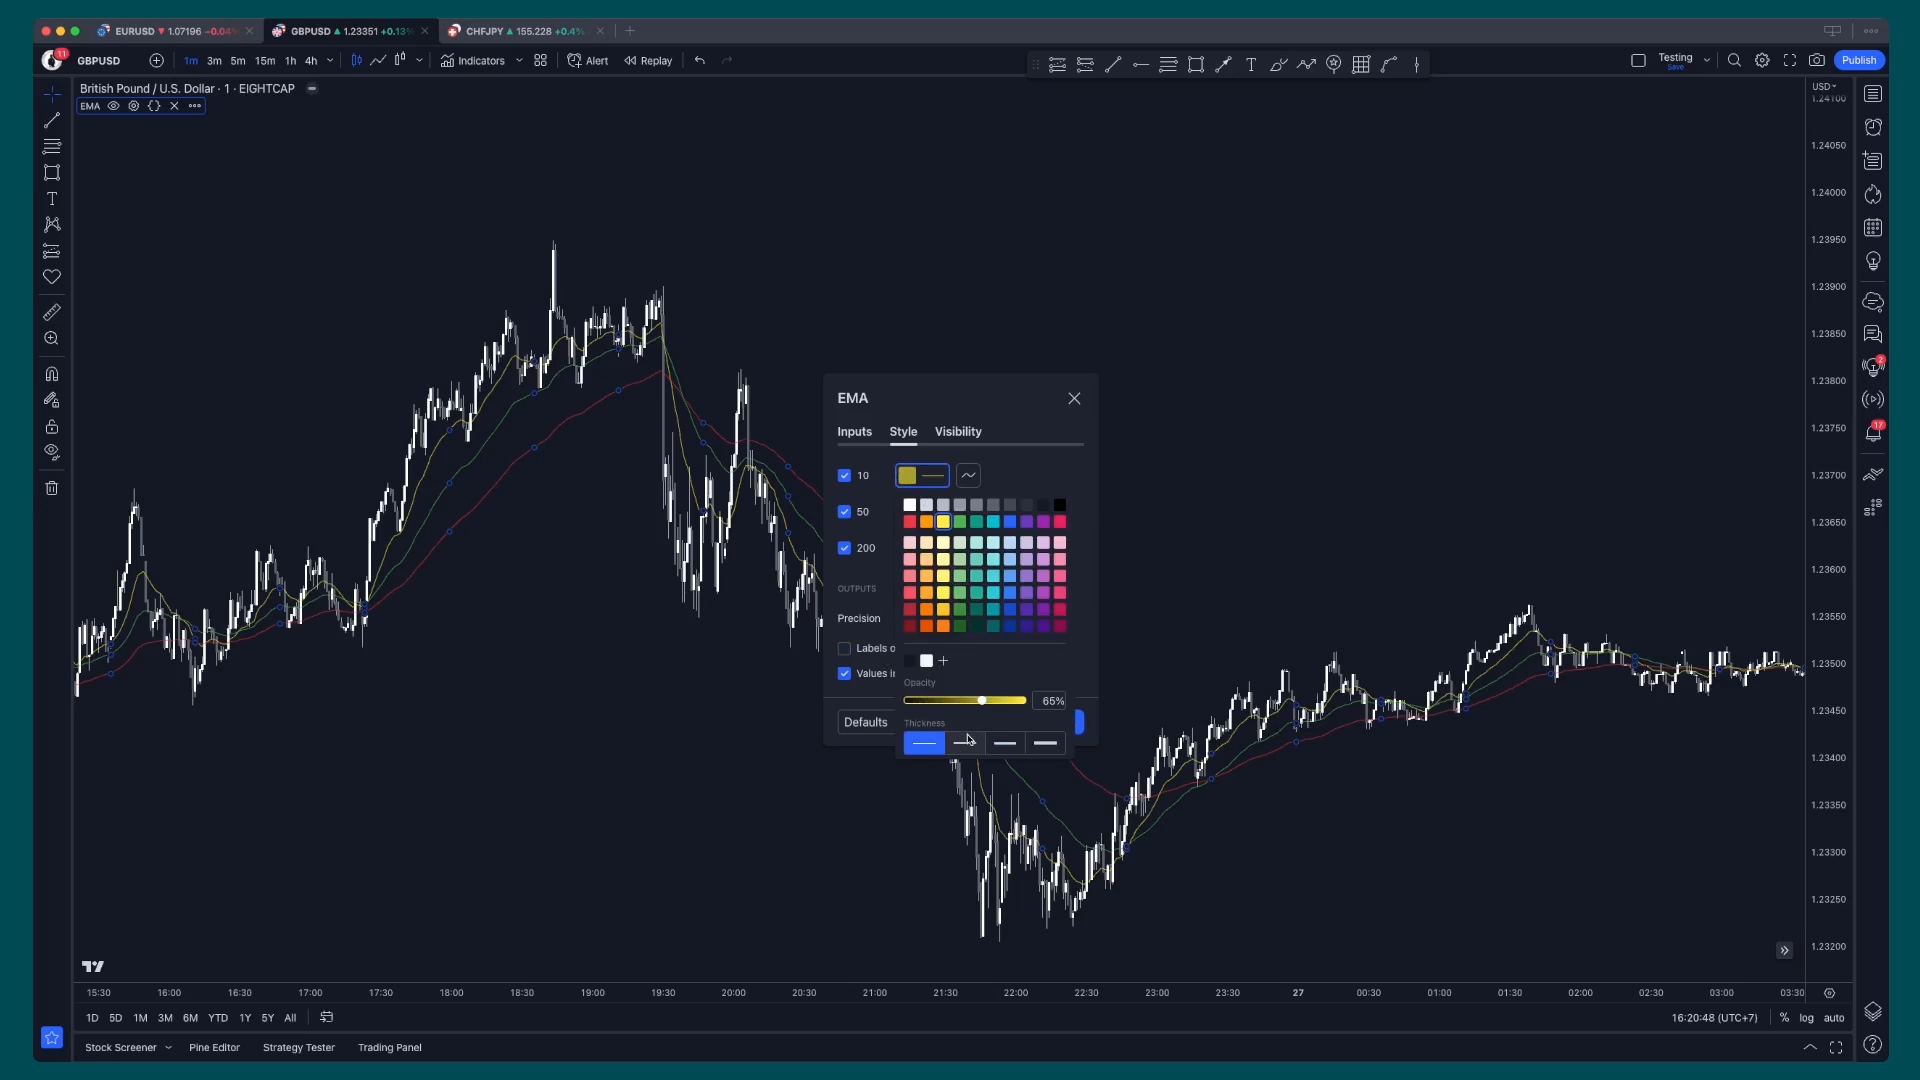 EURUSD ▼ 1.07196 −0.04%
GBPUSD ▲ 1.23351 +0.13%
CHFJPY ▲ 155.228 +0.4%
11
GBPUSD
1m 3m 5m 15m 1h 4h
Indicators
Alert
Replay
Testing
Save
Publish
British Pound / U.S. Dollar · 1 · EIGHTCAP
EMA
USD
1.24100
1.24050
1.24000
1.23950
1.23900
1.23850
1.23800
1.23750
1.23700
1.23650
1.23600
1.23550
1.23500
1.23450
1.23400
1.23350
1.23300
1.23250
1.23200
2
17
EMA
Inputs Style Visibility
10
50
200
OUTPUTS
Precision
Labels o
Values i
Opacity
65%
Defaults
Thickness
15:30 16:00 16:30 17:00 17:30 18:00 18:30 19:00 19:30 20:00 20:30 21:00 21:30 22:00 22:30 23:00 23:30 27 00:30 01:00 01:30 02:00 02:30 03:00 03:30
1D 5D 1M 3M 6M YTD 1Y 5Y All
16:20:48 (UTC+7) % log auto
Stock Screener Pine Editor Strategy Tester Trading Panel